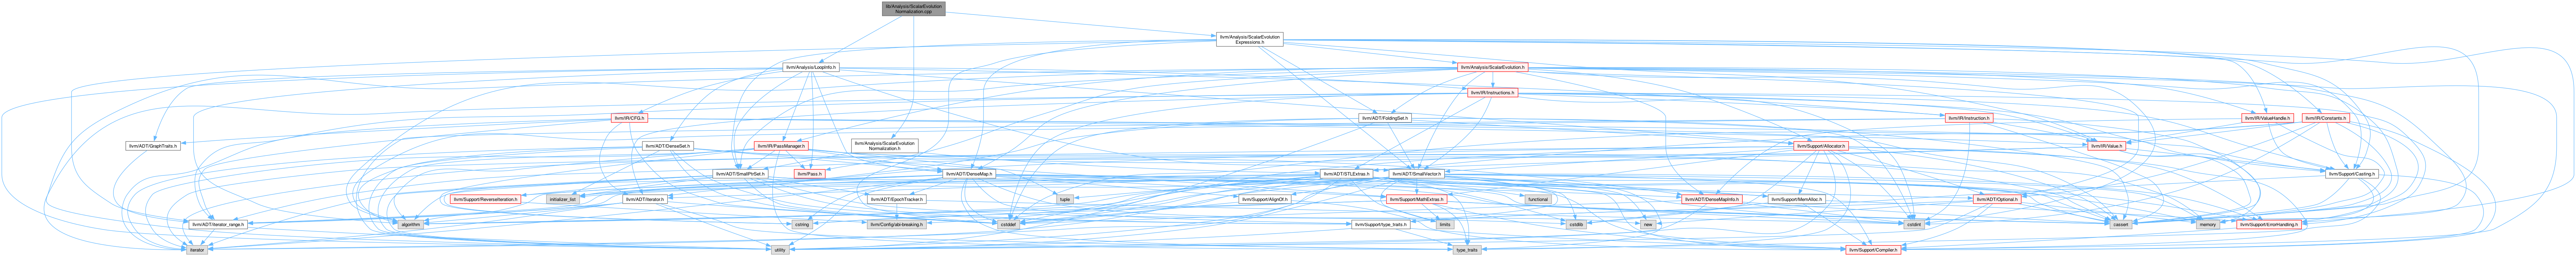 lib/Analysis/ScalarEvolution
Normalization.cpp
llvm/Analysis/ScalarEvolution
Expressions.h
llvm/Analysis/LoopInfo.h
llvm/Analysis/ScalarEvolution.h
llvm/IR/Instructions.h
llvm/IR/CFG.h
llvm/ADT/FoldingSet.h
llvm/IR/Instruction.h
llvm/IR/ValueHandle.h
llvm/IR/Constants.h
llvm/ADT/GraphTraits.h
llvm/ADT/DenseSet.h
llvm/IR/PassManager.h
llvm/Analysis/ScalarEvolution
Normalization.h
llvm/Support/Allocator.h
llvm/IR/Value.h
llvm/ADT/SmallPtrSet.h
llvm/Pass.h
llvm/ADT/DenseMap.h
llvm/ADT/STLExtras.h
llvm/ADT/SmallVector.h
llvm/Support/Casting.h
llvm/Support/ReverseIteration.h
initializer_list
llvm/ADT/iterator.h
llvm/ADT/EpochTracker.h
tuple
llvm/Support/AlignOf.h
llvm/Support/MathExtras.h
functional
llvm/ADT/DenseMapInfo.h
llvm/Support/MemAlloc.h
llvm/ADT/Optional.h
llvm/ADT/iterator_range.h
algorithm
cstring
llvm/Config/abi-breaking.h
cstddef
llvm/Support/type_traits.h
limits
cstdlib
new
cstdint
cassert
memory
llvm/Support/ErrorHandling.h
iterator
utility
type_traits
llvm/Support/Compiler.h